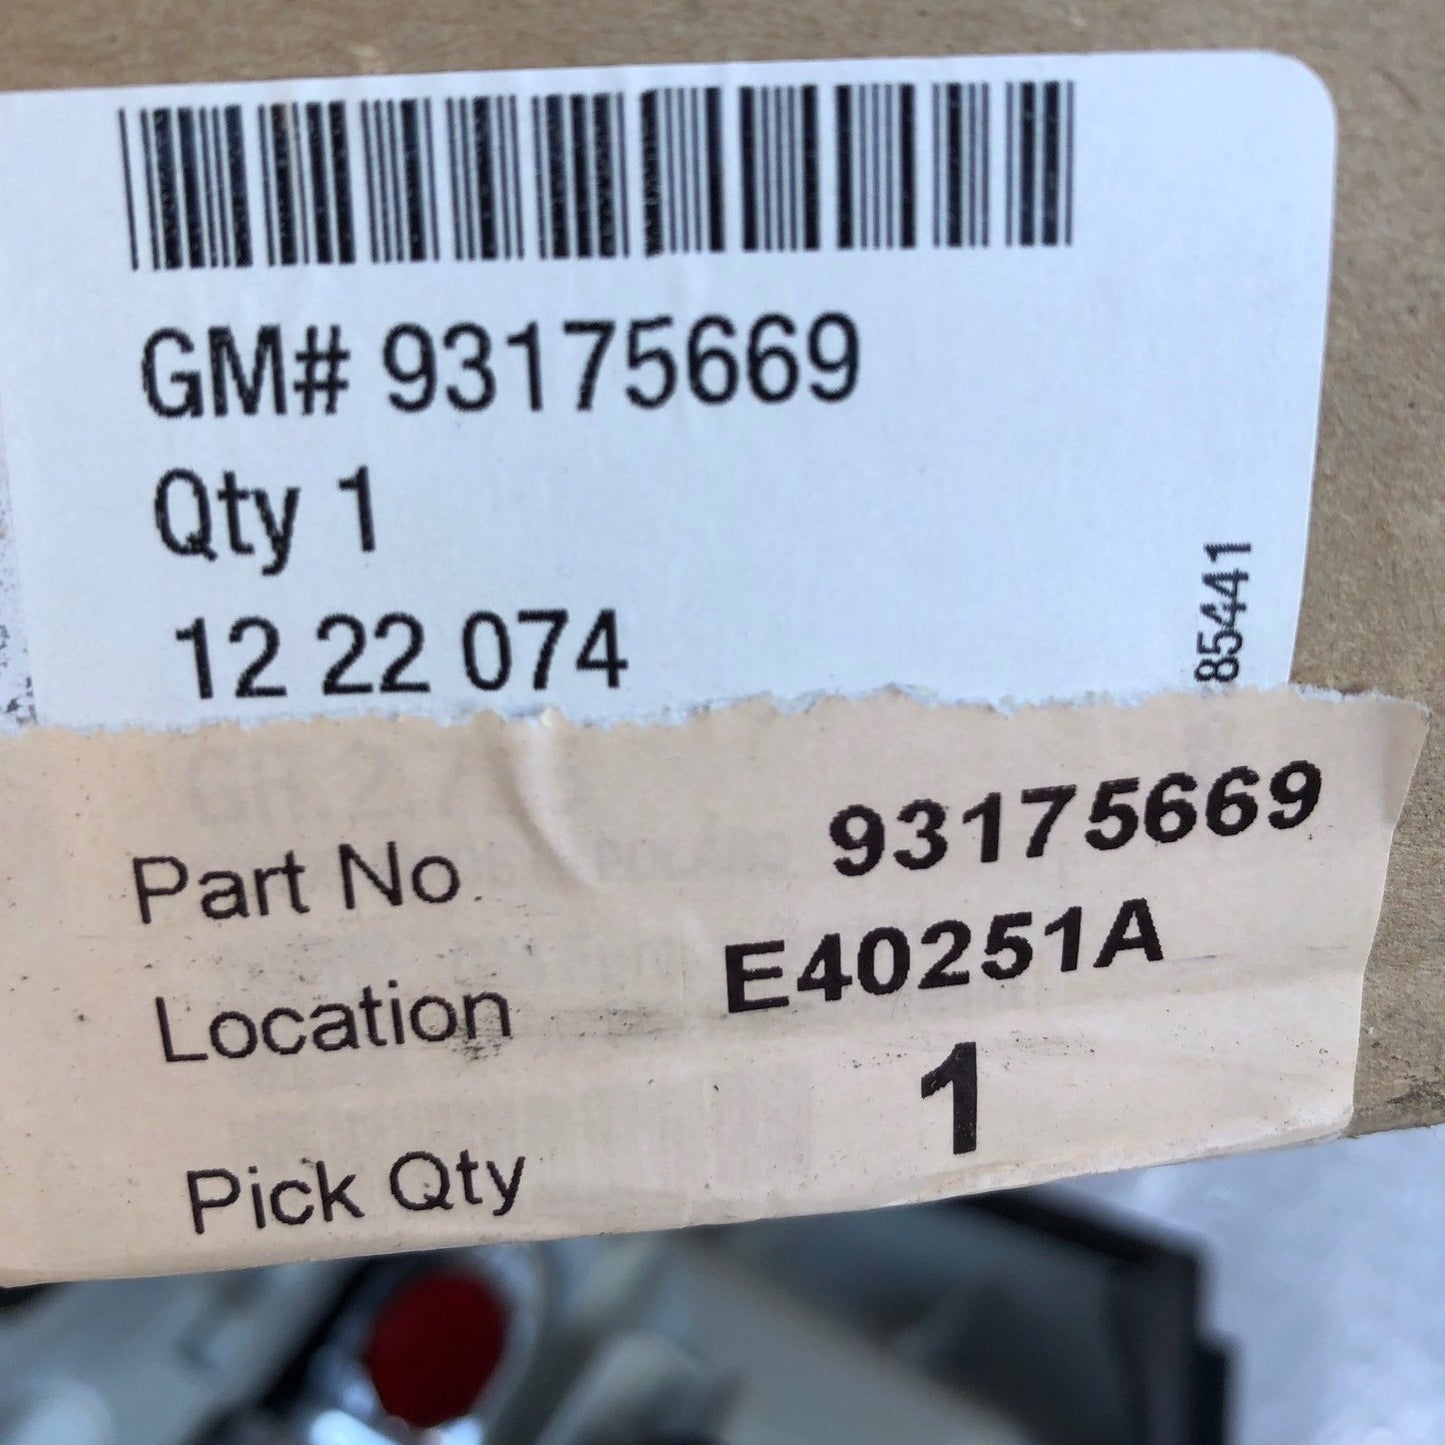 GM# 93175669
Qty 1
12 22 074
85441
Part No 93175669
Location E40251A
Pick Qty 1